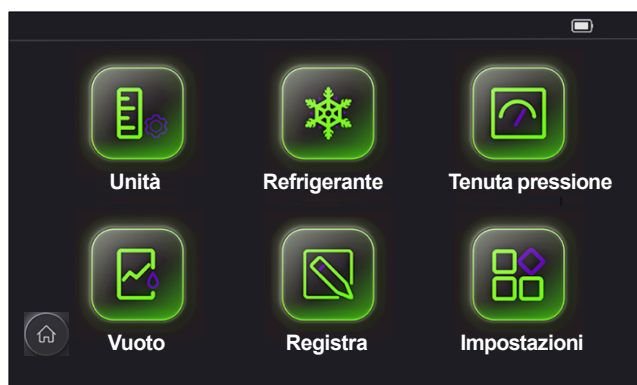 Unità Refrigerante Tenuta pressione
Vuoto Registra Impostazioni